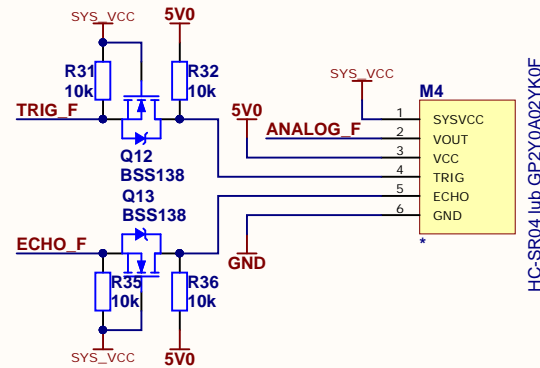 SYS_VCC
5V0
R31
10k
R32
10k
TRIG_F
Q12
BSS138
Q13
BSS138
ECHO_F
R35
10k
R36
10k
SYS_VCC
5V0
SYS_VCC
5V0
ANALOG_F
GND
M4
1 SYSVCC
2 VOUT
3 VCC
4 TRIG
5 ECHO
6 GND
*
HC-SR04 lub GP2Y0A02YK0F